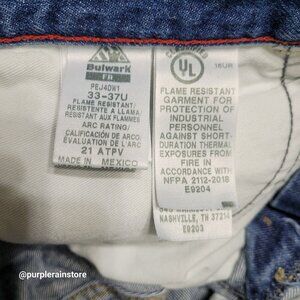 Bulwark
FR
PEJ4DW1
33-37U
FLAME RESISTANT/
RESISTENTE A LLAMA/
RESISTANT AUX FLAMMES
ARC RATING/
CALIFICACIÓN DE ARCO/
ÉVALUATION DE L'ARC
21 ATPV
MADE IN MEXICO
UL
16UR
FLAME RESISTANT
GARMENT FOR
PROTECTION OF
INDUSTRIAL
PERSONNEL
AGAINST SHORT-
DURATION THERMAL
EXPOSURES FROM
FIRE IN
ACCORDANCE WITH
NFPA 2112-2018
E9204
NASHVILLE, TN 37214
E9203
@purplerainstore